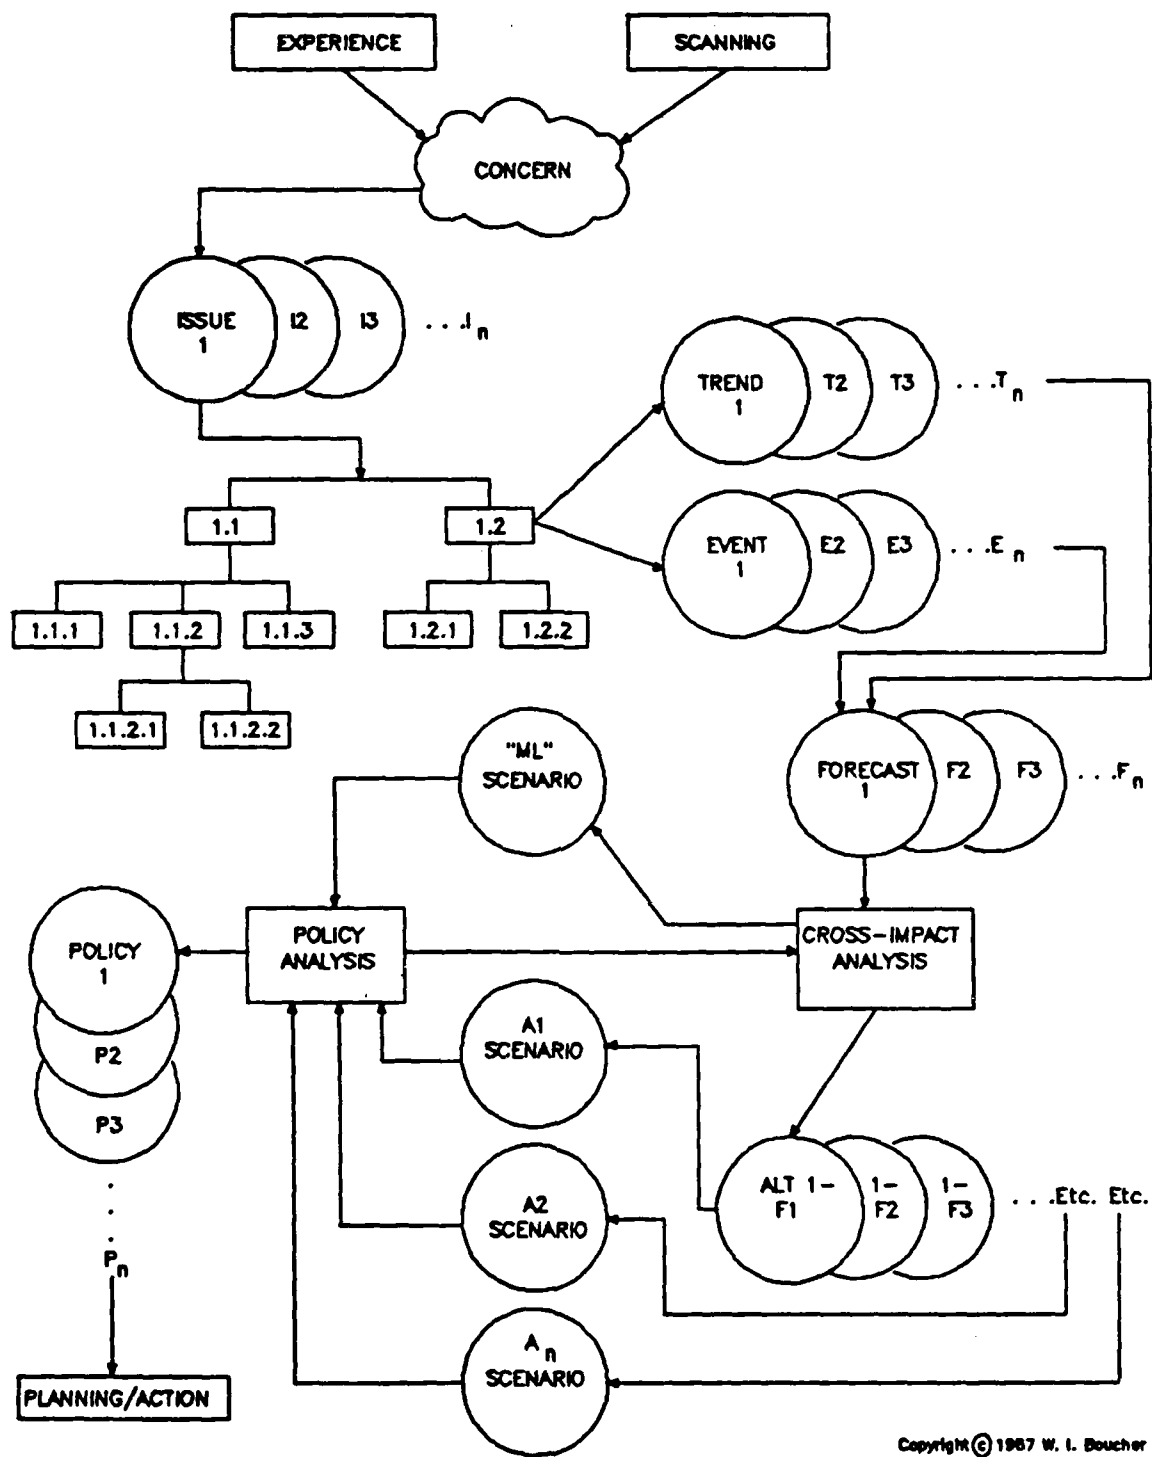 EXPERIENCE
SCANNING
CONCERN
ISSUE
1
I2
I3
. . .I n
TREND
1
T2
T3
. . .T n
1.1
1.2
EVENT
1
E2
E3
. . .E n
1.1.1
1.1.2
1.1.3
1.2.1
1.2.2
1.1.2.1
1.1.2.2
"ML"
SCENARIO
FORECAST
1
F2
F3
. . .F n
POLICY
1
POLICY
ANALYSIS
CROSS-IMPACT
ANALYSIS
A1
SCENARIO
P2
P3
ALT 1-
F1
1-
F2
1-
F3
. . .Etc. Etc.
A2
SCENARIO
. . . P n
A n
SCENARIO
PLANNING/ACTION
Copyright © 1987 W. I. Boucher